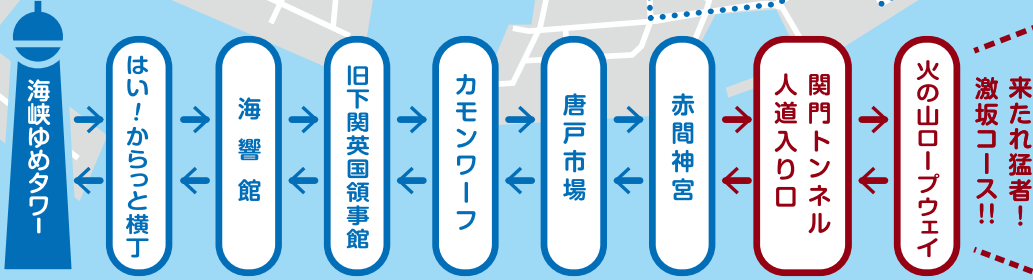 海峡ゆめタワー
はい！からっと横丁
海響館
旧下関英国領事館
カモンワーフ
唐戸市場
赤間神宮
関門トンネル
人道入り口
火の山ロープウェイ
来たれ猛者！
激坂コース!!